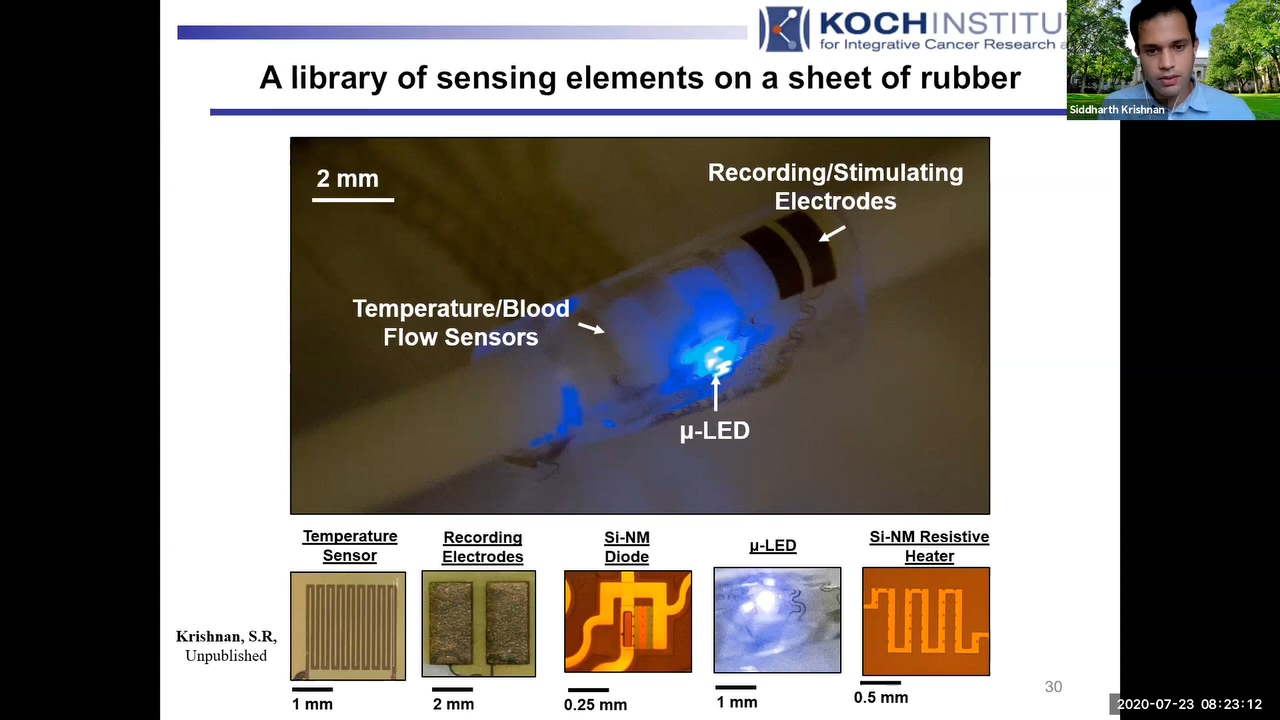 KOCH INSTITU
for Integrative Cancer Research a
A library of sensing elements on a sheet of rubber
Siddharth Krishnan
2 mm
Recording/Stimulating
Electrodes
Temperature/Blood
Flow Sensors
µ-LED
Temperature
Sensor
Recording
Electrodes
Si-NM
Diode
µ-LED
Si-NM Resistive
Heater
Krishnan, S.R,
Unpublished
1 mm
2 mm
0.25 mm
1 mm
0.5 mm
30
2020-07-23 08:23:12